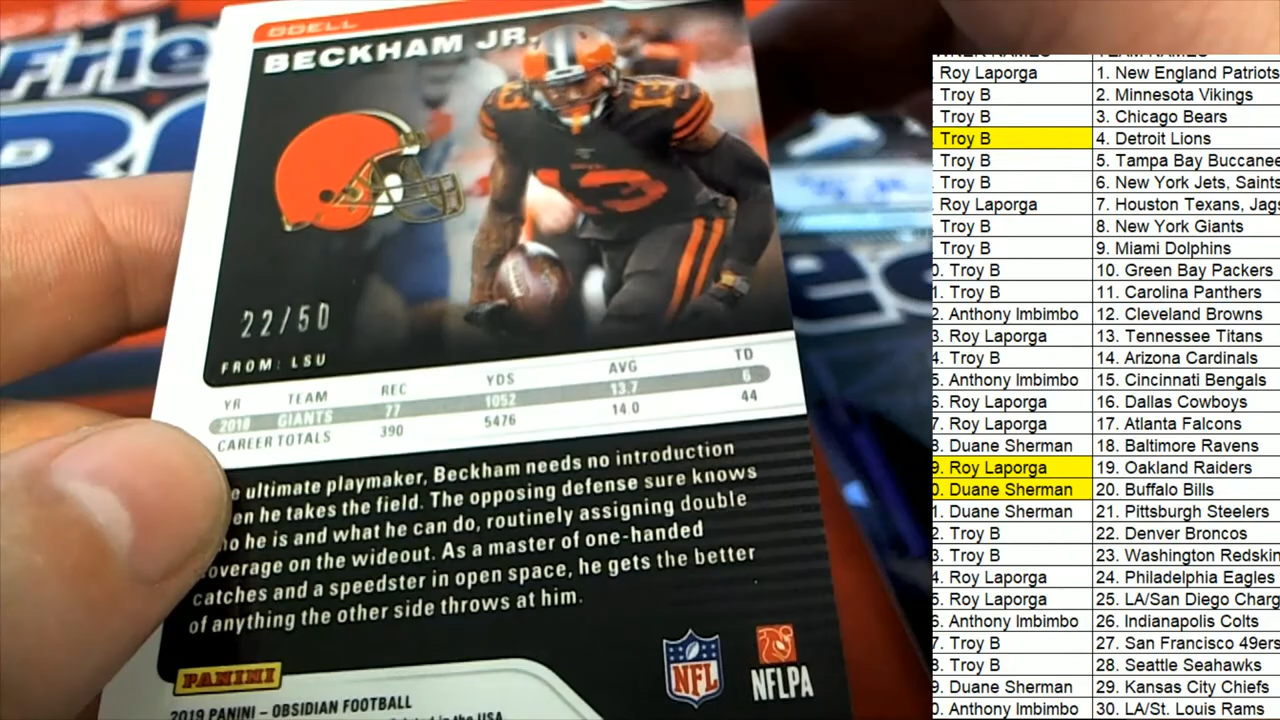 ODELL
BECKHAM JR.
22/50
FROM: LSU
YR TEAM REC YDS AVG TD
2018 GIANTS 77 1052 13.7 6
CAREER TOTALS 390 5476 14.0 44
ultimate playmaker, Beckham needs no introduction
he takes the field. The opposing defense sure knows
he is and what he can do, routinely assigning double
coverage on the wideout. As a master of one-handed
catches and a speedster in open space, he gets the better
of anything the other side throws at him.
PANINI
NFL
NFLPA
2019 PANINI - OBSIDIAN FOOTBALL
in the USA.
Roy Laporga 1. New England Patriots
Troy B 2. Minnesota Vikings
Troy B 3. Chicago Bears
Troy B 4. Detroit Lions
Troy B 5. Tampa Bay Buccanee
Troy B 6. New York Jets, Saints
Roy Laporga 7. Houston Texans, Jags
Troy B 8. New York Giants
Troy B 9. Miami Dolphins
0. Troy B 10. Green Bay Packers
1. Troy B 11. Carolina Panthers
2. Anthony Imbimbo 12. Cleveland Browns
3. Roy Laporga 13. Tennessee Titans
4. Troy B 14. Arizona Cardinals
5. Anthony Imbimbo 15. Cincinnati Bengals
6. Roy Laporga 16. Dallas Cowboys
7. Roy Laporga 17. Atlanta Falcons
8. Duane Sherman 18. Baltimore Ravens
9. Roy Laporga 19. Oakland Raiders
0. Duane Sherman 20. Buffalo Bills
1. Duane Sherman 21. Pittsburgh Steelers
2. Troy B 22. Denver Broncos
3. Troy B 23. Washington Redskin
4. Roy Laporga 24. Philadelphia Eagles
5. Roy Laporga 25. LA/San Diego Charg
6. Anthony Imbimbo 26. Indianapolis Colts
7. Troy B 27. San Francisco 49ers
8. Troy B 28. Seattle Seahawks
9. Duane Sherman 29. Kansas City Chiefs
0. Anthony Imbimbo 30. LA/St. Louis Rams